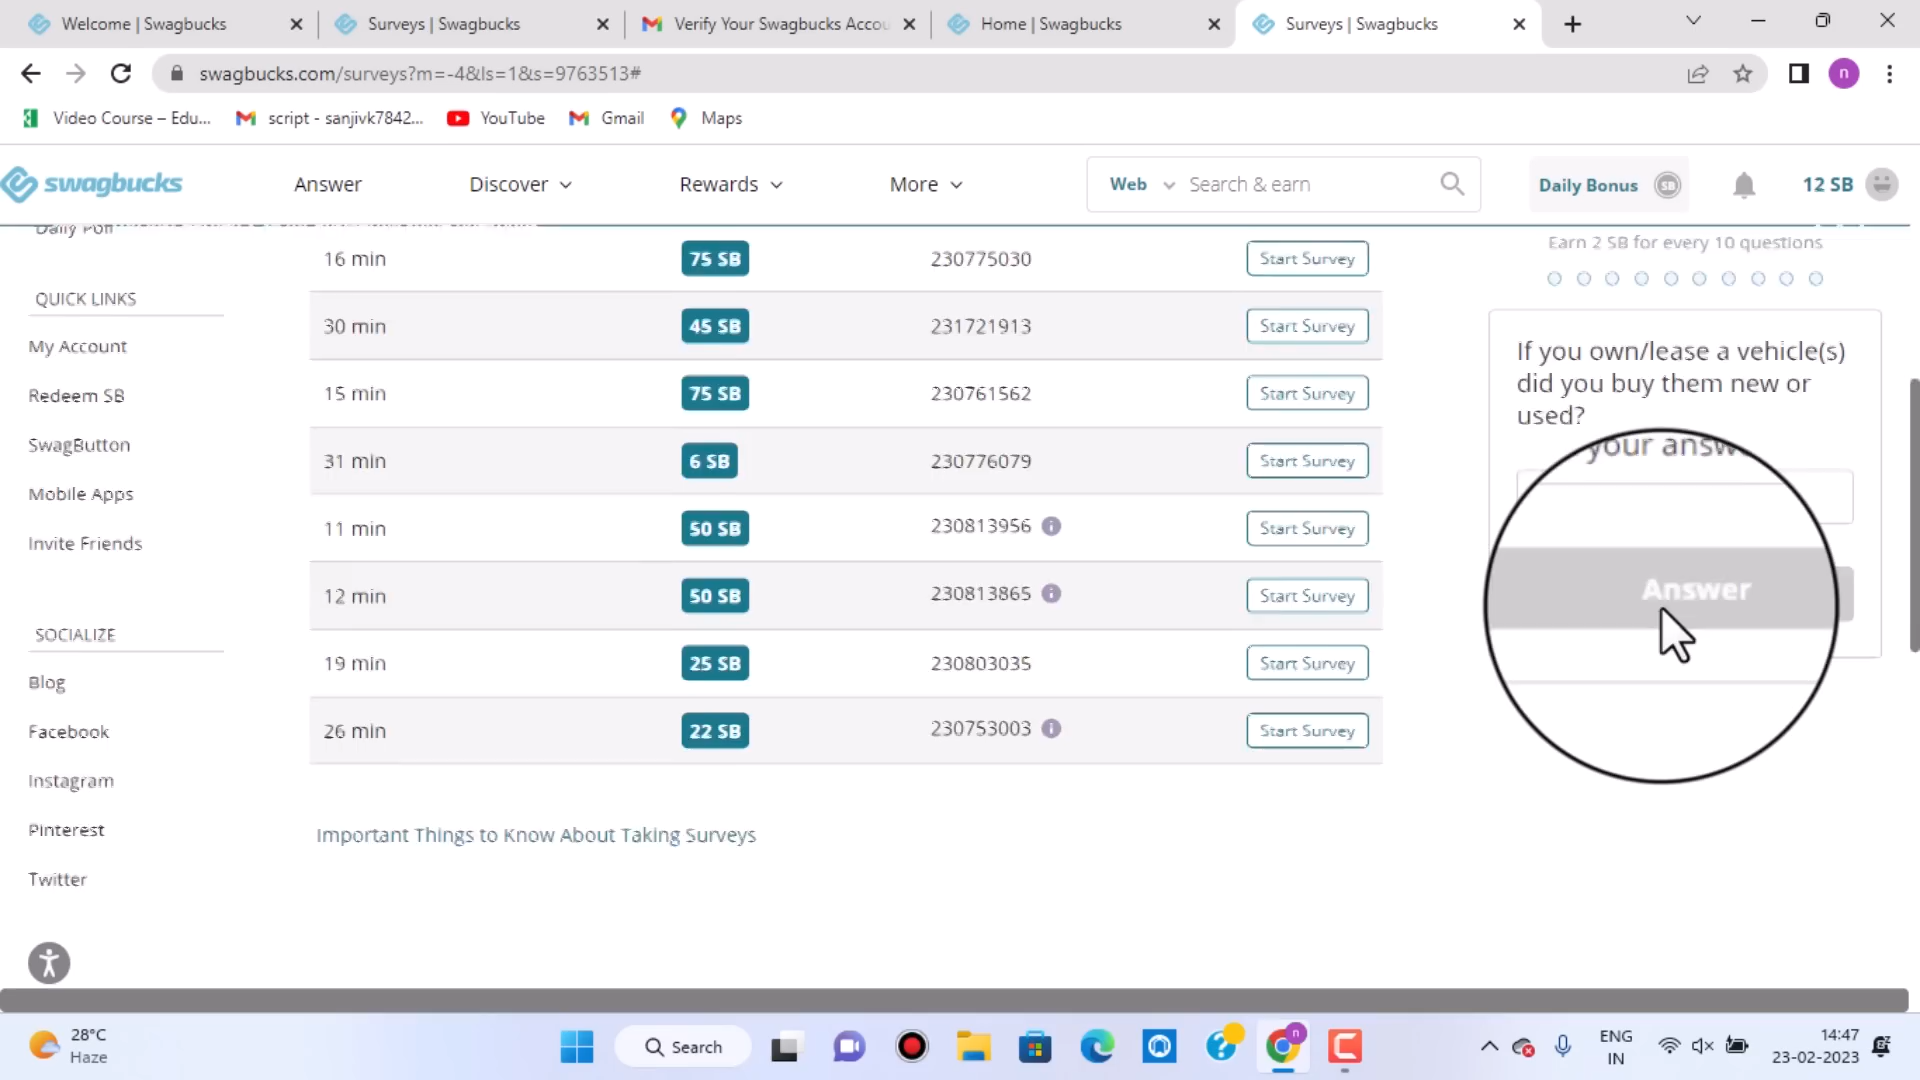 Welcome | Swagbucks
Surveys | Swagbucks
Verify Your Swagbucks Accou
Home | Swagbucks
Surveys | Swagbucks
swagbucks.com/surveys?m=-4&ls=1&s=9763513#
n
Video Course – Edu...
script - sanjivk7842...
YouTube
Gmail
Maps
swagbucks
Answer
Discover
Rewards
More
Web
Search & earn
Daily Bonus
SB
12 SB
Daily Poll
QUICK LINKS
My Account
Redeem SB
SwagButton
Mobile Apps
Invite Friends
SOCIALIZE
Blog
Facebook
Instagram
Pinterest
Twitter
16 min 75 SB 230775030 Start Survey
30 min 45 SB 231721913 Start Survey
15 min 75 SB 230761562 Start Survey
31 min 6 SB 230776079 Start Survey
11 min 50 SB 230813956 i Start Survey
12 min 50 SB 230813865 i Start Survey
19 min 25 SB 230803035 Start Survey
26 min 22 SB 230753003 i Start Survey
Important Things to Know About Taking Surveys
Earn 2 SB for every 10 questions
If you own/lease a vehicle(s)
did you buy them new or
used?
your answ
Answer
28°C
Haze
Search
n
ENG
IN
14:47
23-02-2023